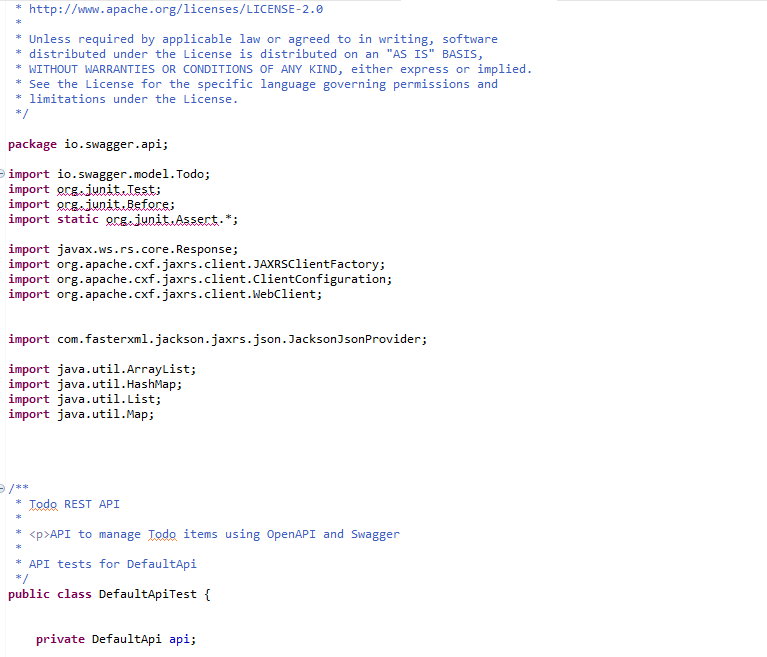 * http://www.apache.org/licenses/LICENSE-2.0
*
* Unless required by applicable law or agreed to in writing, software
* distributed under the License is distributed on an "AS IS" BASIS,
* WITHOUT WARRANTIES OR CONDITIONS OF ANY KIND, either express or implied.
* See the License for the specific language governing permissions and
* limitations under the License.
*/
package io.swagger.api;
import io.swagger.model.Todo;
import org.junit.Test;
import org.junit.Before;
import static org.junit.Assert.*;
import javax.ws.rs.core.Response;
import org.apache.cxf.jaxrs.client.JAXRSClientFactory;
import org.apache.cxf.jaxrs.client.ClientConfiguration;
import org.apache.cxf.jaxrs.client.WebClient;
import com.fasterxml.jackson.jaxrs.json.JacksonJsonProvider;
import java.util.ArrayList;
import java.util.HashMap;
import java.util.List;
import java.util.Map;
/**
* Todo REST API
*
* <p>API to manage Todo items using OpenAPI and Swagger
*
* API tests for DefaultApi
*/
public class DefaultApiTest {
private DefaultApi api;